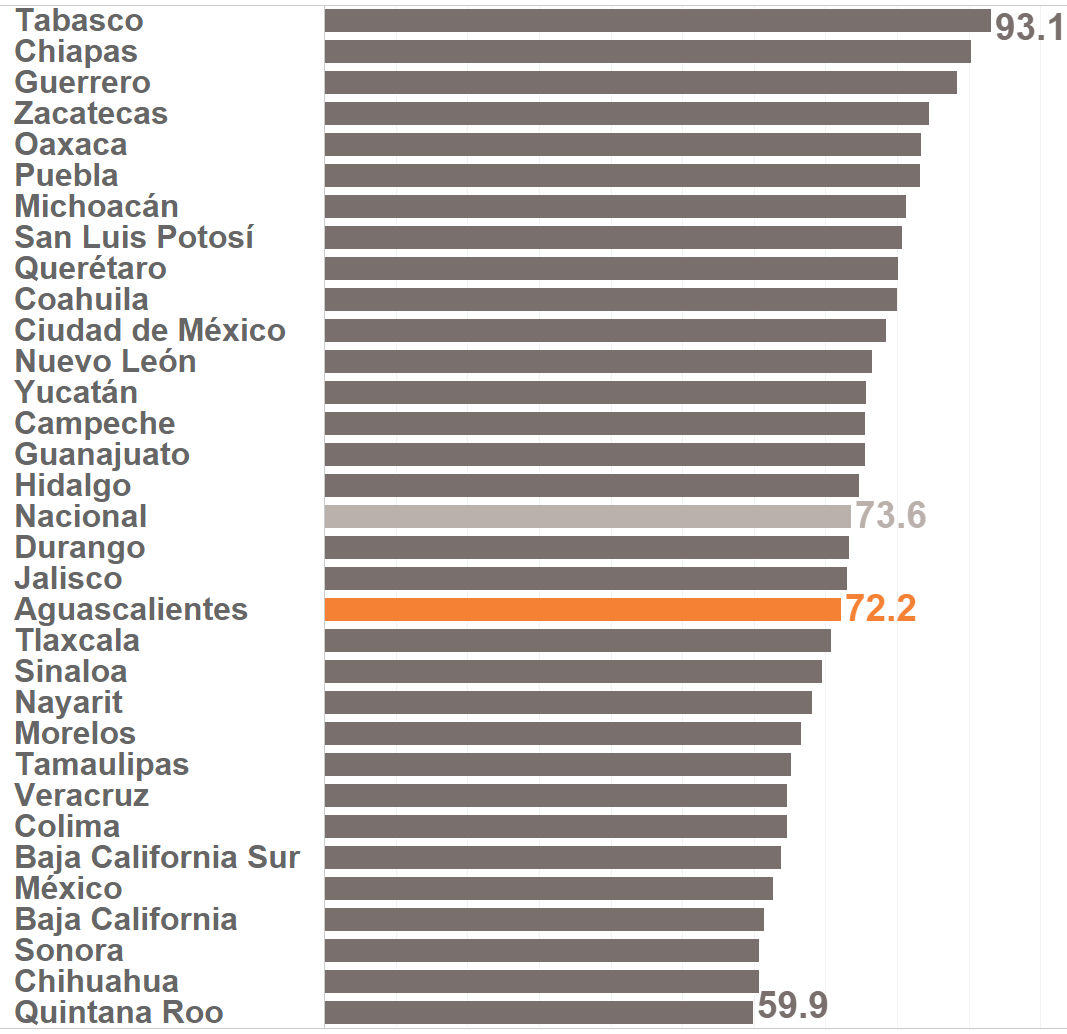 Tabasco 93.1
Chiapas
Guerrero
Zacatecas
Oaxaca
Puebla
Michoacán
San Luis Potosí
Querétaro
Coahuila
Ciudad de México
Nuevo León
Yucatán
Campeche
Guanajuato
Hidalgo
Nacional 73.6
Durango
Jalisco
Aguascalientes 72.2
Tlaxcala
Sinaloa
Nayarit
Morelos
Tamaulipas
Veracruz
Colima
Baja California Sur
México
Baja California
Sonora
Chihuahua
Quintana Roo 59.9